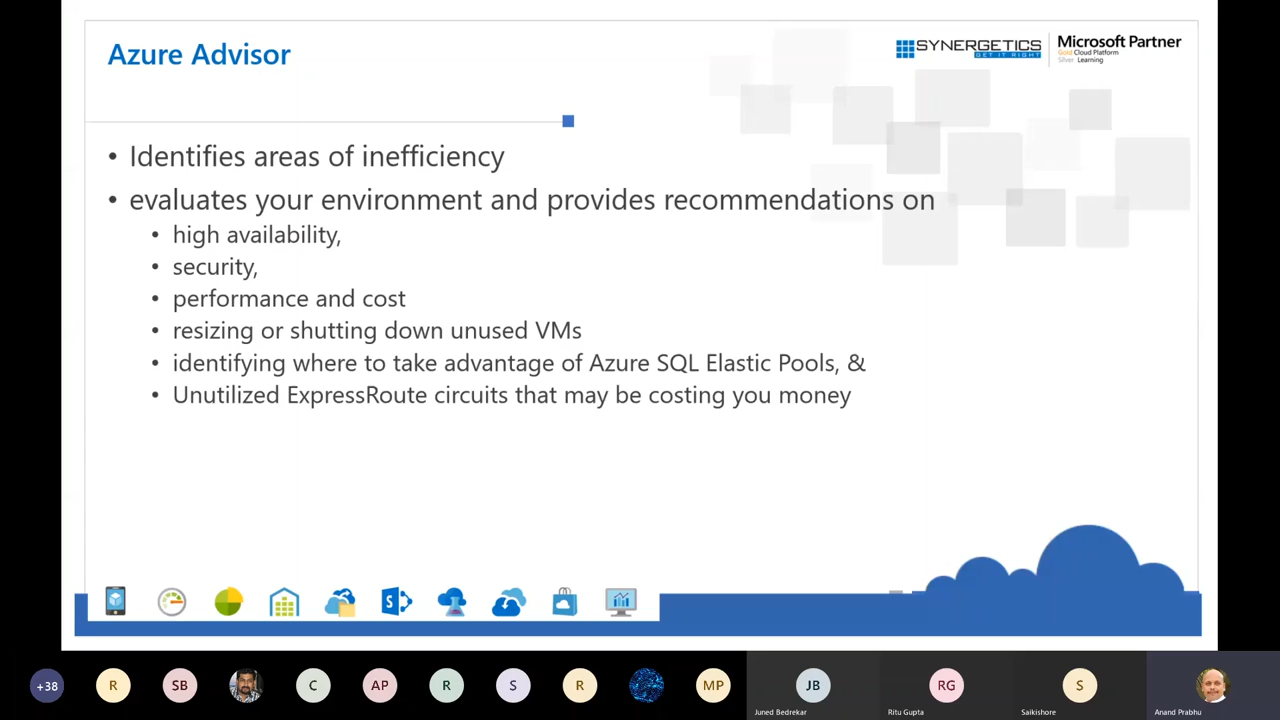 Azure Advisor
SYNERGETICS
GET IT RIGHT
Microsoft Partner
Gold Cloud Platform
Silver Learning
• Identifies areas of inefficiency
• evaluates your environment and provides recommendations on
• high availability,
• security,
• performance and cost
• resizing or shutting down unused VMs
• identifying where to take advantage of Azure SQL Elastic Pools, &
• Unutilized ExpressRoute circuits that may be costing you money
S
+38
R
SB
C
AP
R
S
R
MP
JB
RG
S
Juned Bedrekar
Ritu Gupta
Saikishore
Anand Prabhu